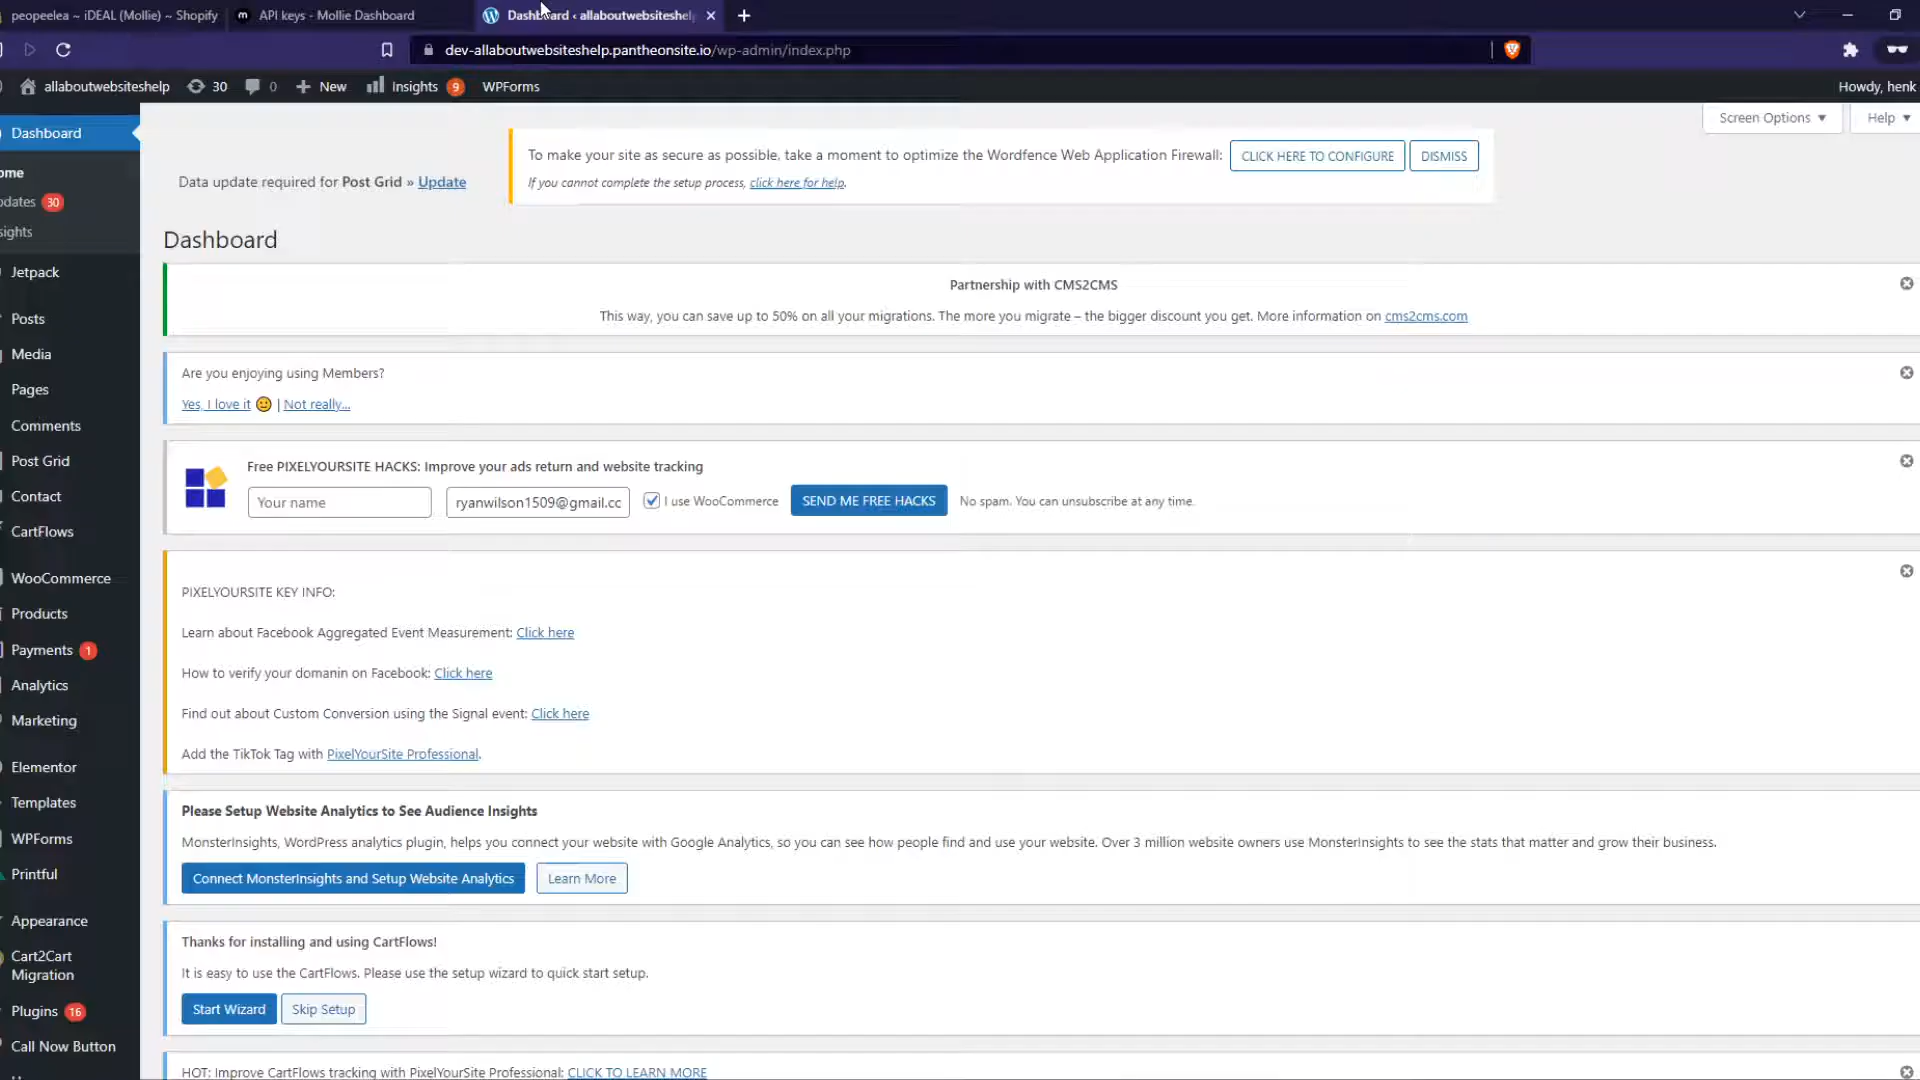 peopeelea ~ iDEAL (Mollie) ~ Shopify
API keys - Mollie Dashboard
Dashboard ‹ allaboutwebsiteshel
dev-allaboutwebsiteshelp.pantheonsite.io/wp-admin/index.php
allaboutwebsiteshelp
30
0
New
Insights 9
WPForms
Howdy, henk
Dashboard
ome
pdates 30
sights
Jetpack
Posts
Media
Pages
Comments
Post Grid
Contact
CartFlows
WooCommerce
Products
Payments 1
Analytics
Marketing
Elementor
Templates
WPForms
Printful
Appearance
Cart2Cart
Migration
Plugins 16
Call Now Button
Screen Options
Help
Data update required for Post Grid » Update
To make your site as secure as possible, take a moment to optimize the Wordfence Web Application Firewall:
CLICK HERE TO CONFIGURE
DISMISS
If you cannot complete the setup process, click here for help.
Dashboard
Partnership with CMS2CMS
This way, you can save up to 50% on all your migrations. The more you migrate – the bigger discount you get. More information on cms2cms.com
Are you enjoying using Members?
Yes, I love it | Not really...
Free PIXELYOURSITE HACKS: Improve your ads return and website tracking
Your name
ryanwilson1509@gmail.cc
I use WooCommerce
SEND ME FREE HACKS
No spam. You can unsubscribe at any time.
PIXELYOURSITE KEY INFO:
Learn about Facebook Aggregated Event Measurement: Click here
How to verify your domanin on Facebook: Click here
Find out about Custom Conversion using the Signal event: Click here
Add the TikTok Tag with PixelYourSite Professional.
Please Setup Website Analytics to See Audience Insights
MonsterInsights, WordPress analytics plugin, helps you connect your website with Google Analytics, so you can see how people find and use your website. Over 3 million website owners use MonsterInsights to see the stats that matter and grow their business.
Connect MonsterInsights and Setup Website Analytics
Learn More
Thanks for installing and using CartFlows!
It is easy to use the CartFlows. Please use the setup wizard to quick start setup.
Start Wizard
Skip Setup
HOT: Improve CartFlows tracking with PixelYourSite Professional: CLICK TO LEARN MORE